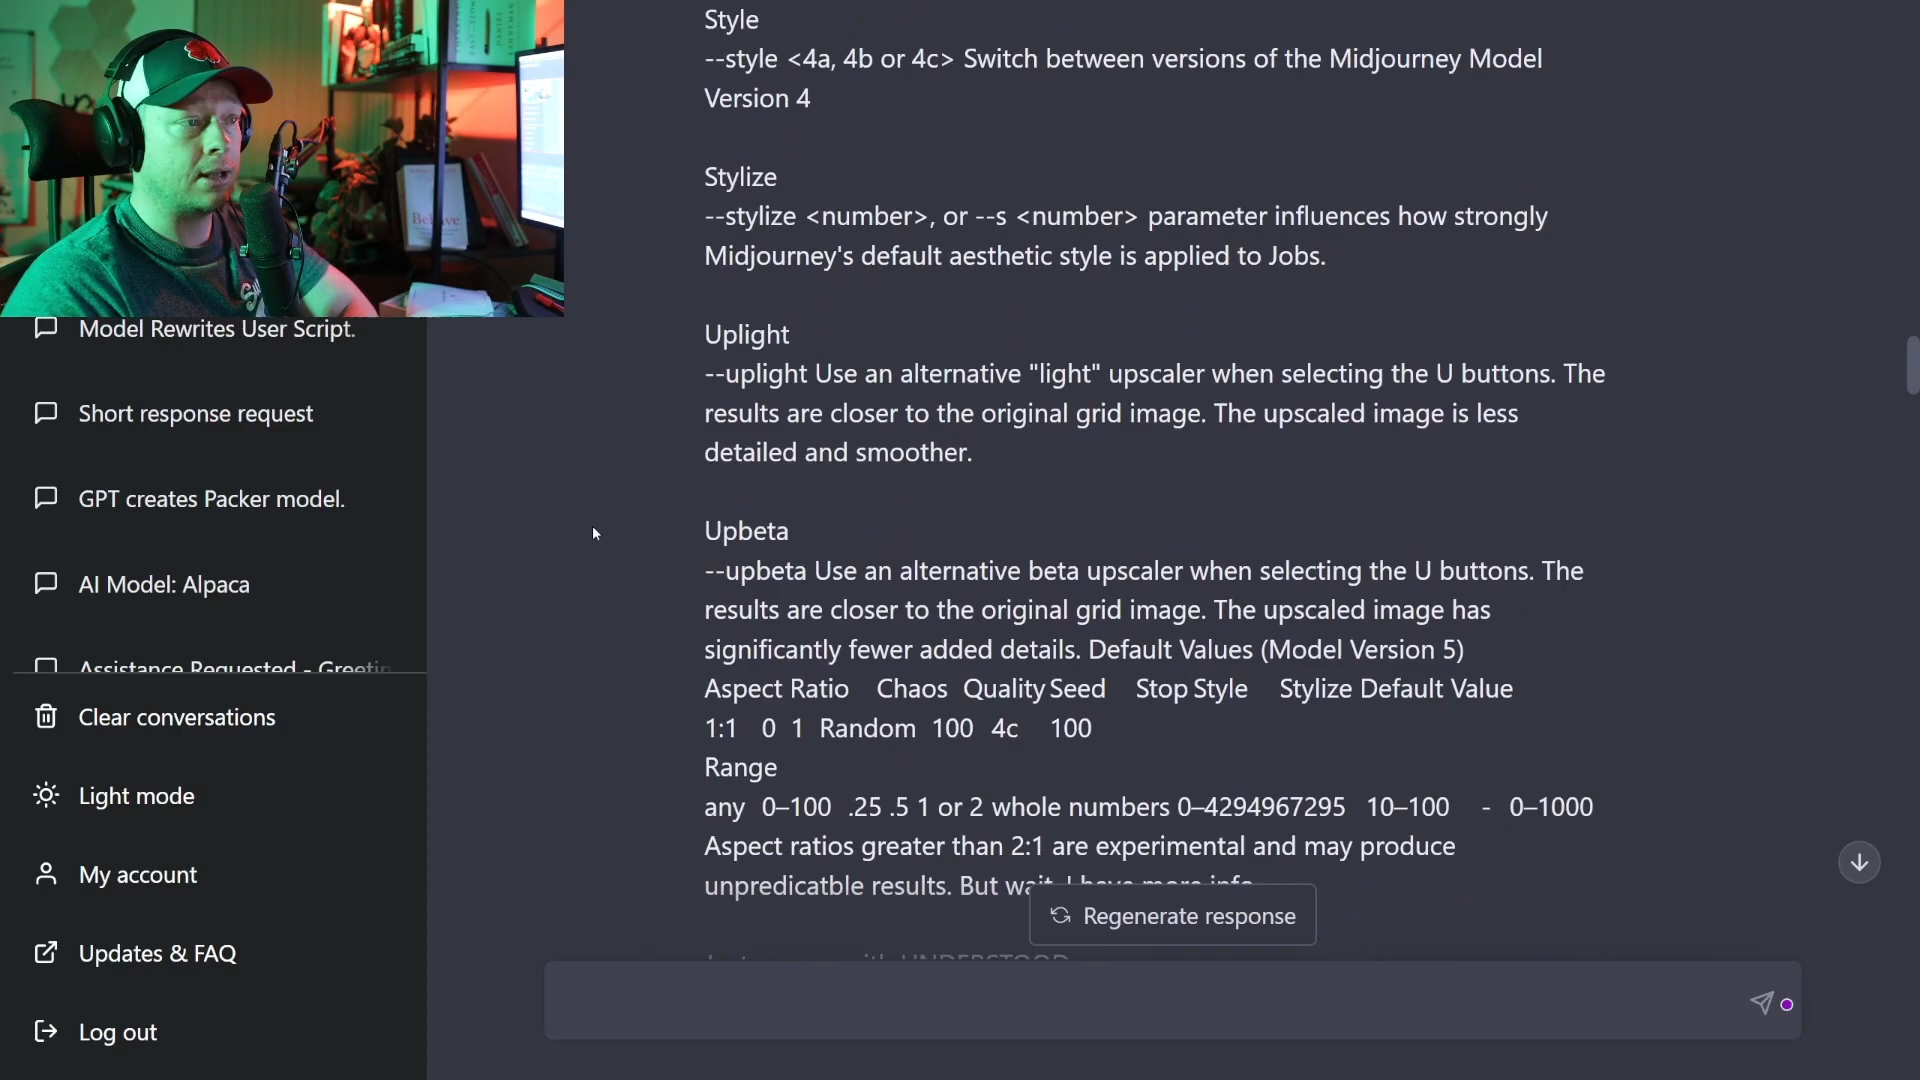 Style
--style <4a, 4b or 4c> Switch between versions of the Midjourney Model
Version 4
Stylize
--stylize <number>, or --s <number> parameter influences how strongly
Midjourney's default aesthetic style is applied to Jobs.
Uplight
--uplight Use an alternative "light" upscaler when selecting the U buttons. The
results are closer to the original grid image. The upscaled image is less
detailed and smoother.
Upbeta
--upbeta Use an alternative beta upscaler when selecting the U buttons. The
results are closer to the original grid image. The upscaled image has
significantly fewer added details. Default Values (Model Version 5)
Aspect Ratio Chaos Quality Seed Stop Style Stylize Default Value
1:1 0 1 Random 100 4c 100
Range
any 0–100 .25 .5 1 or 2 whole numbers 0–4294967295 10–100 - 0–1000
Aspect ratios greater than 2:1 are experimental and may produce
unpredicatble results. But wait, I have more info
UNDERSTOOD
Regenerate response
Model Rewrites User Script.
Short response request
GPT creates Packer model.
AI Model: Alpaca
Assistance Requested - Greetin
Clear conversations
Light mode
My account
Updates & FAQ
Log out